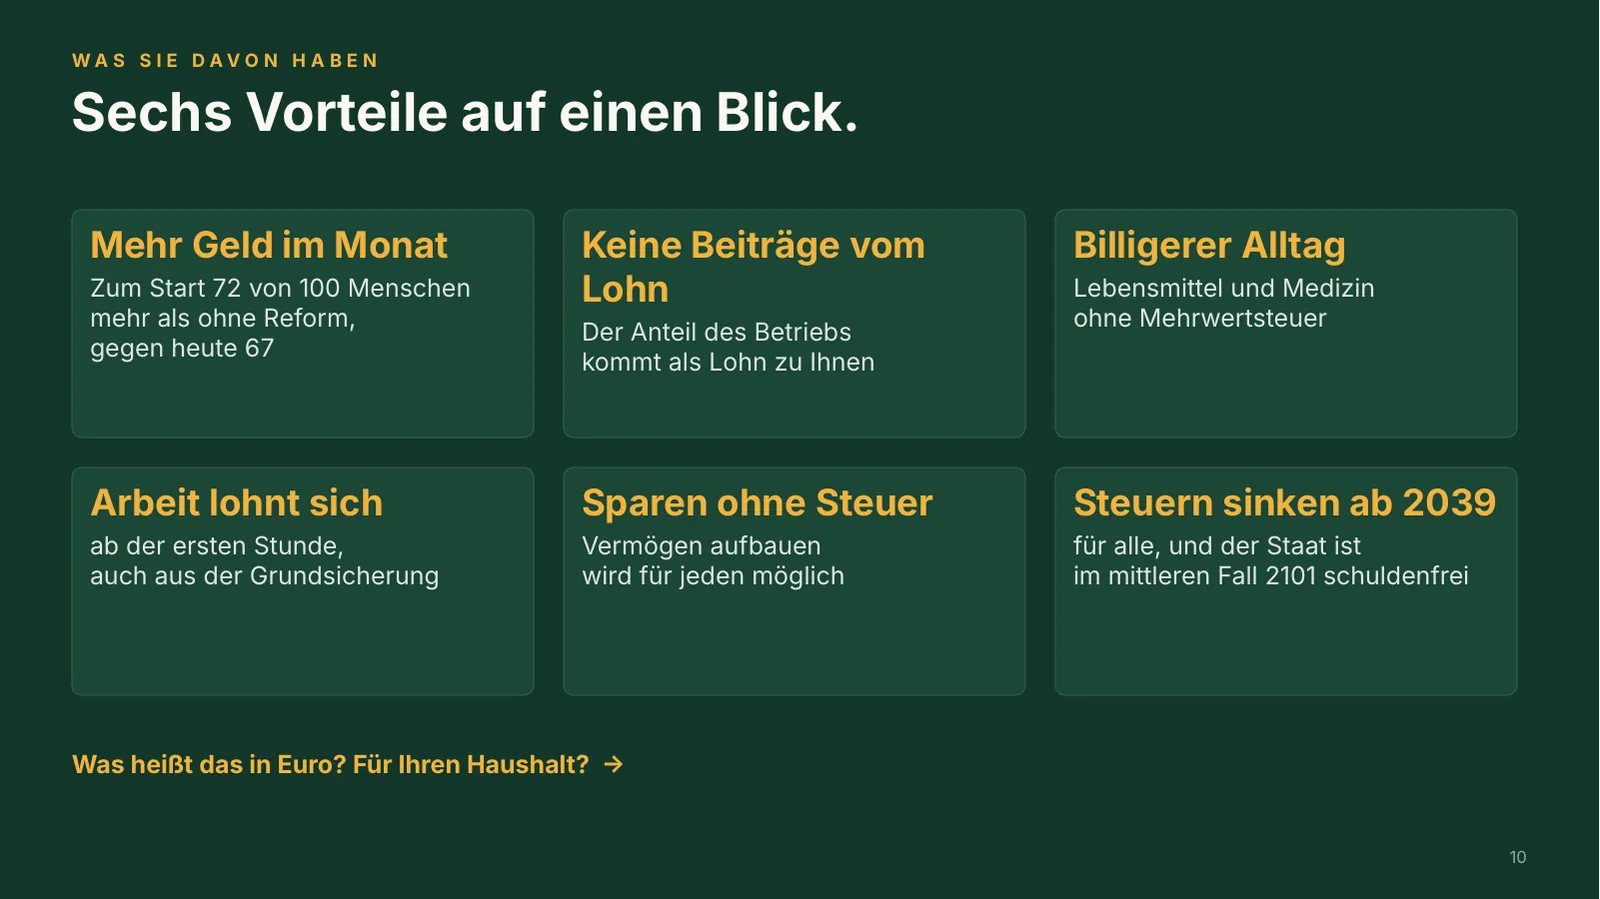 WAS SIE DAVON HABEN
Sechs Vorteile auf einen Blick.
Mehr Geld im Monat
Zum Start 72 von 100 Menschen
mehr als ohne Reform,
gegen heute 67
Keine Beiträge vom
Lohn
Der Anteil des Betriebs
kommt als Lohn zu Ihnen
Billigerer Alltag
Lebensmittel und Medizin
ohne Mehrwertsteuer
Arbeit lohnt sich
ab der ersten Stunde,
auch aus der Grundsicherung
Sparen ohne Steuer
Vermögen aufbauen
wird für jeden möglich
Steuern sinken ab 2039
für alle, und der Staat ist
im mittleren Fall 2101 schuldenfrei
Was heißt das in Euro? Für Ihren Haushalt? →
10